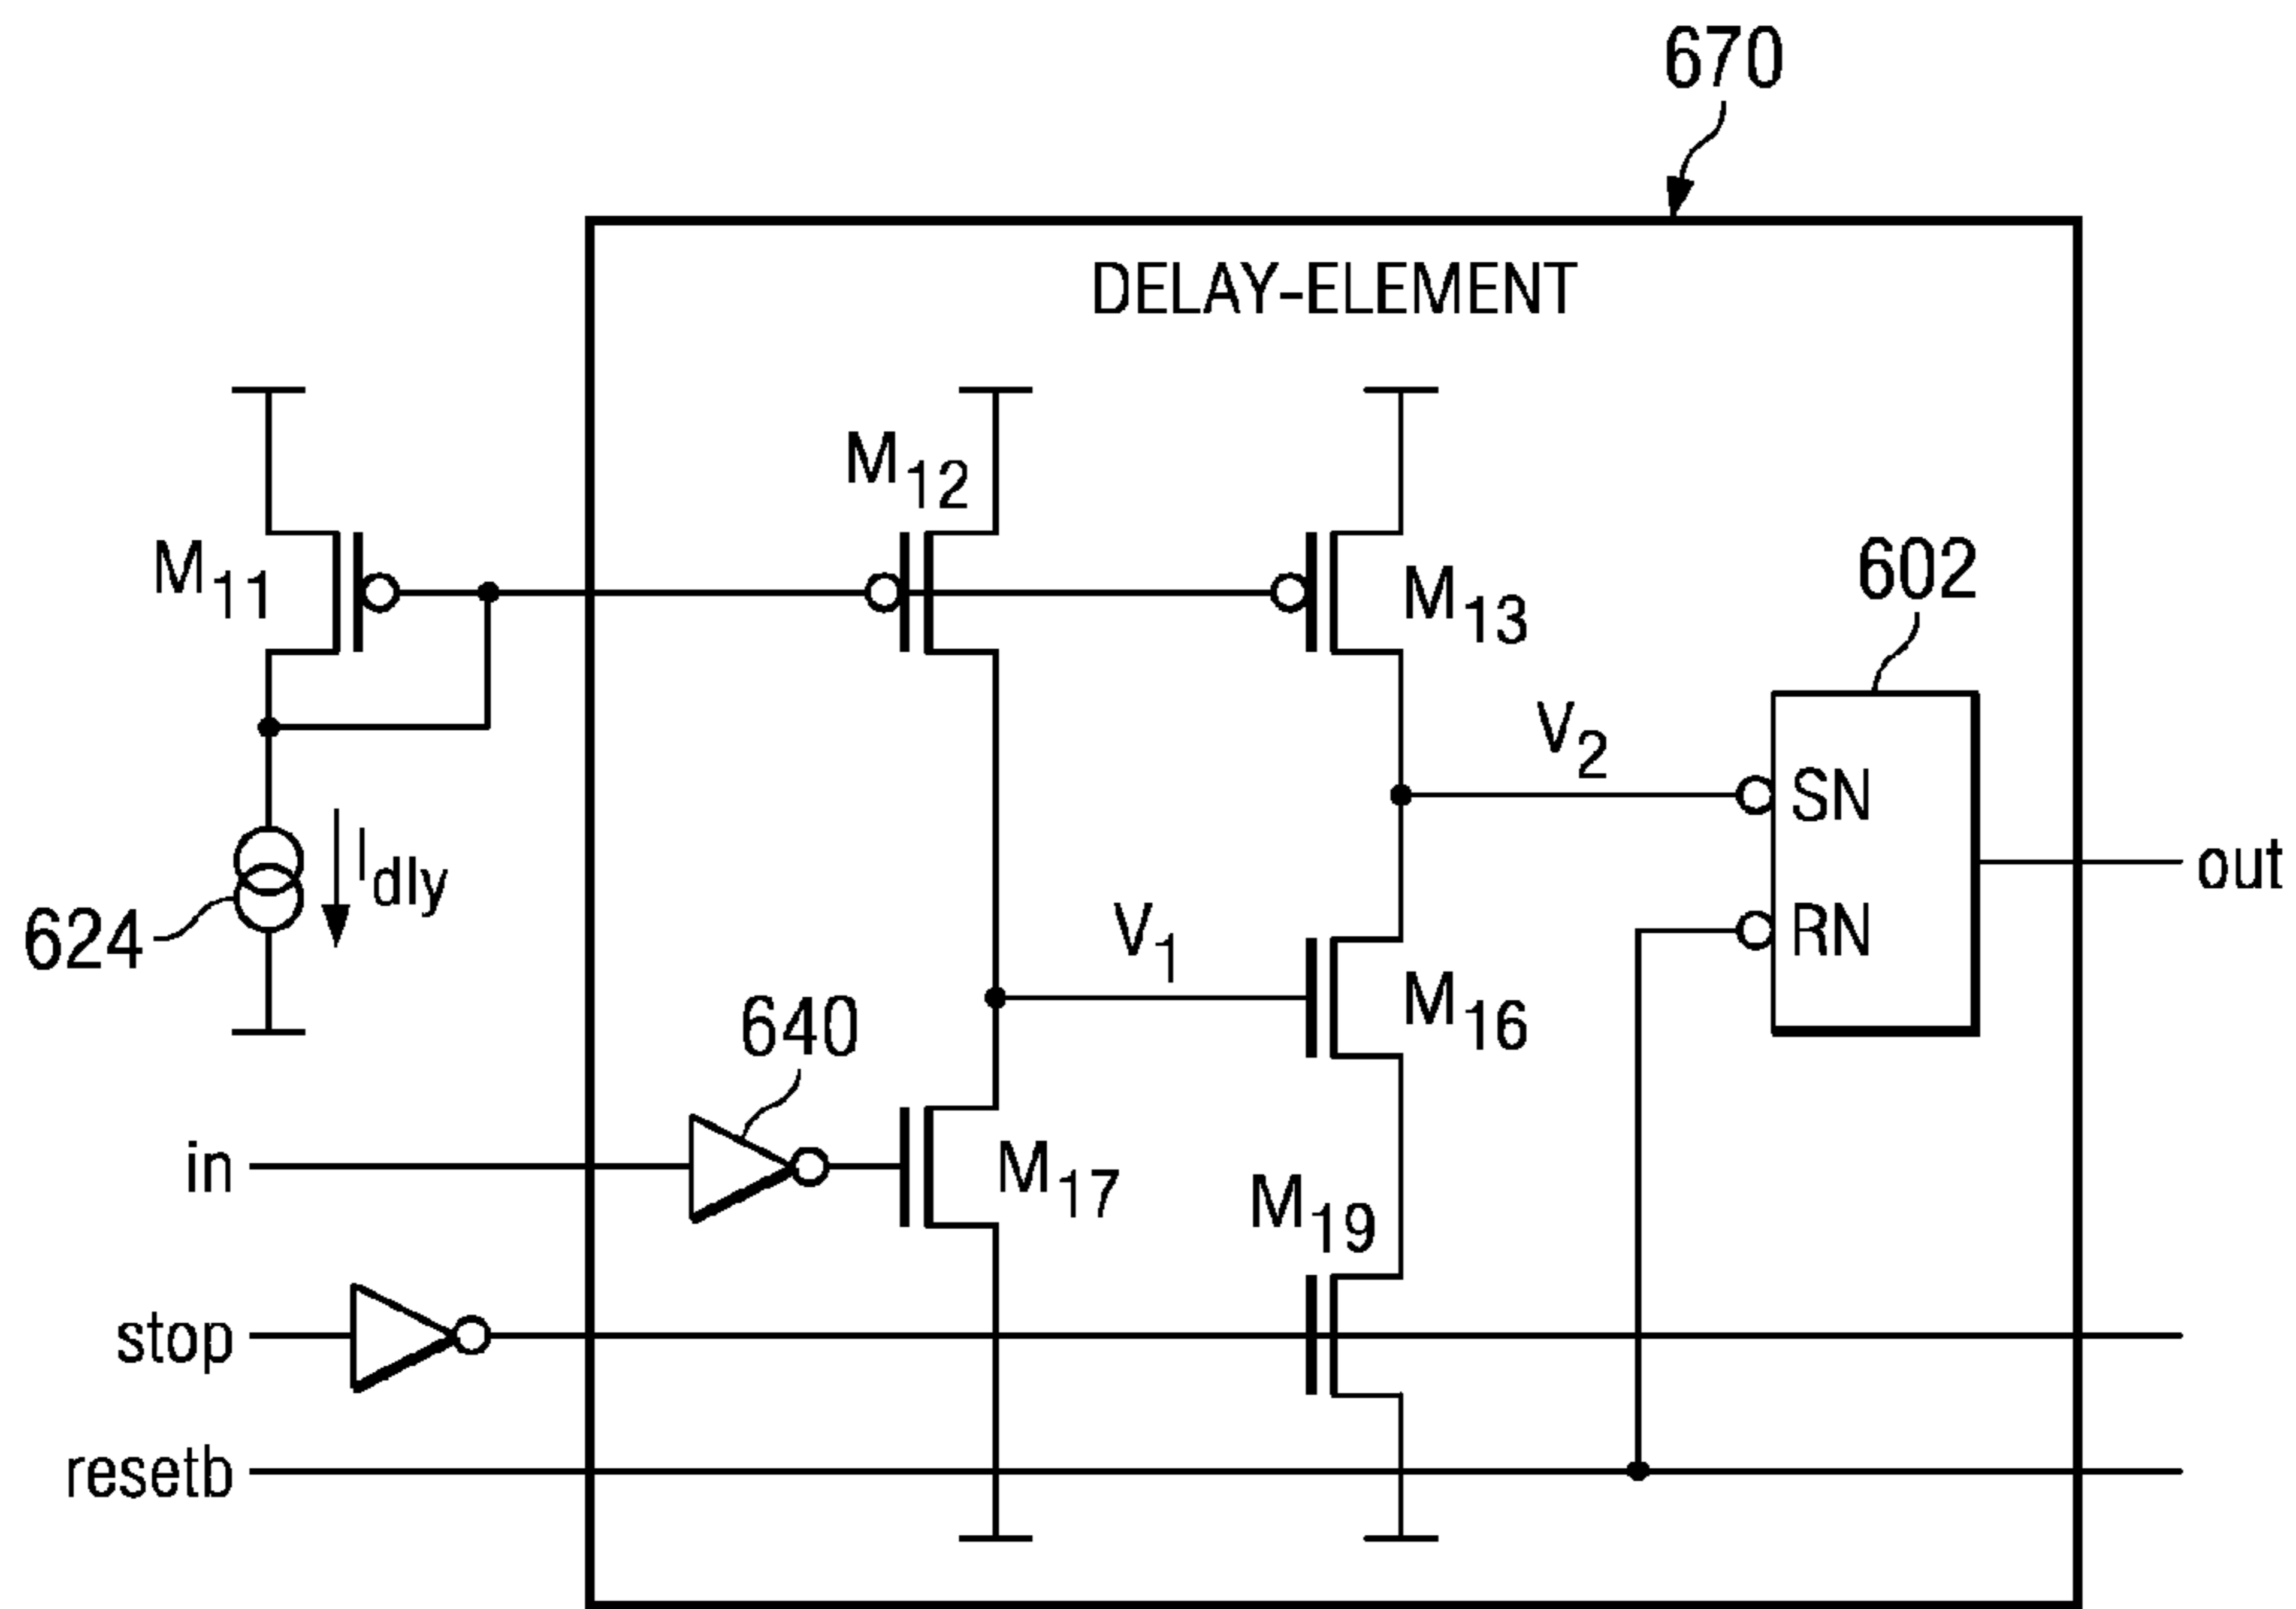 670
DELAY-ELEMENT
M12
M11
M13
602
V2
SN
Idly
out
624
V1
RN
640
M16
in
M17
M19
stop
resetb